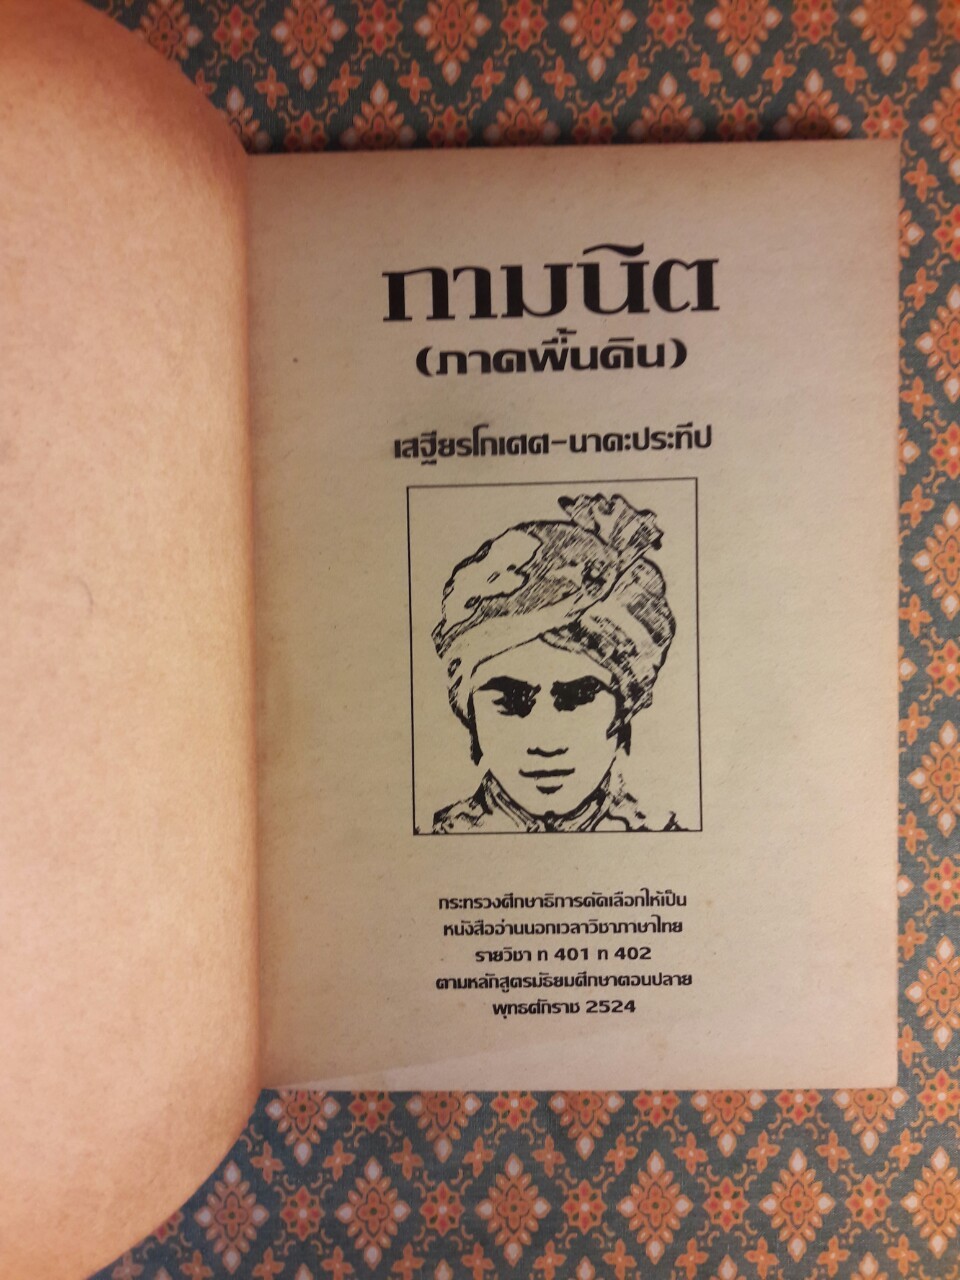 กามนิต
(ภาคพื้นดิน)
เสฐียรโกเศศ-นาคะประทีป
กระทรวงศึกษาธิการคัดเลือกให้เป็น
หนังสืออ่านนอกเวลาวิชาภาษาไทย
รายวิชา ท 401 ท 402
ตามหลักสูตรมัธยมศึกษาตอนปลาย
พุทธศักราช 2524